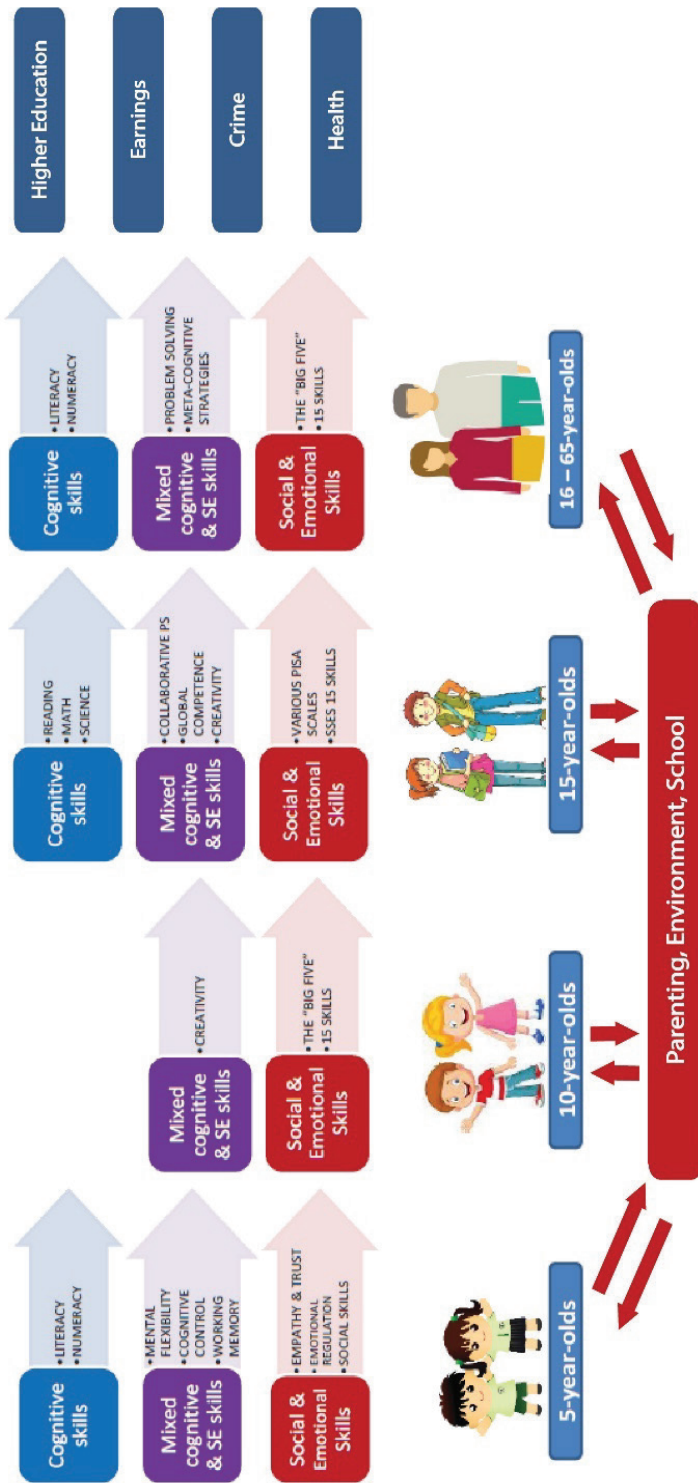 Cognitive
skills
• LITERACY
• NUMERACY
Mixed
cognitive
& SE skills
• MENTAL
FLEXIBILITY
• COGNITIVE
CONTROL
• WORKING
MEMORY
Social &
Emotional
Skills
• EMPATHY & TRUST
• EMOTIONAL
REGULATION
• SOCIAL SKILLS
5-year-olds
Mixed
cognitive
& SE skills
• CREATIVITY
Social &
Emotional
Skills
• THE "BIG FIVE"
• 15 SKILLS
10-year-olds
Cognitive
skills
• READING
• MATH
• SCIENCE
Mixed
cognitive
& SE skills
• COLLABORATIVE PS
• GLOBAL
COMPETENCE
• CREATIVITY
Social &
Emotional
Skills
• VARIOUS PISA
SCALES
• SSES 15 SKILLS
15-year-olds
Cognitive
skills
• LITERACY
• NUMERACY
Mixed
cognitive
& SE skills
• PROBLEM SOLVING
• META-COGNITIVE
STRATEGIES
Social &
Emotional
Skills
• THE "BIG FIVE"
• 15 SKILLS
16 – 65-year-olds
Higher Education
Earnings
Crime
Health
Parenting, Environment, School